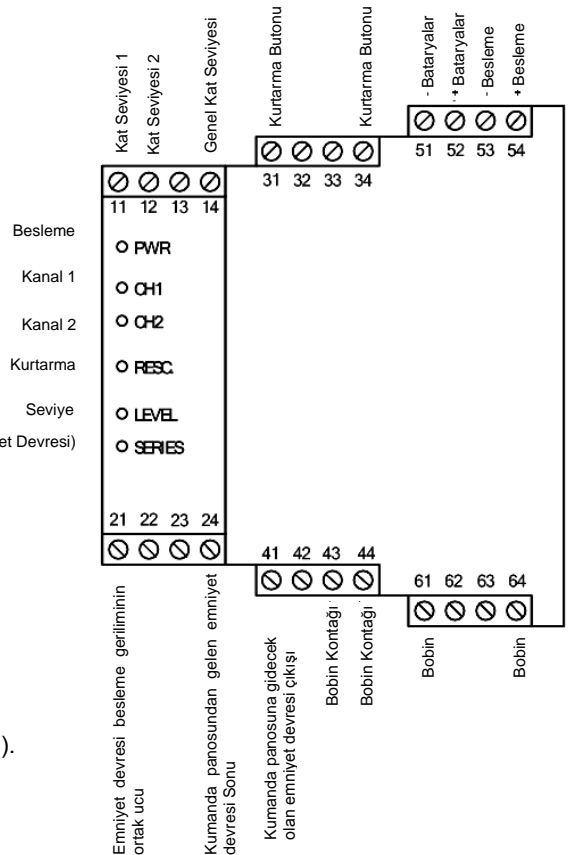 Kat Seviyesi 1
Kat Seviyesi 2
Genel Kat Seviyesi
Kurtarma Butonu
Kurtarma Butonu
- Bataryalar
+ Bataryalar
- Besleme
+ Besleme
51 52 53 54
31 32 33 34
11 12 13 14
Besleme
PWR
Kanal 1
CH1
Kanal 2
CH2
Kurtarma
RESC.
Seviye
LEVEL
et Devresi)
SERIES
21 22 23 24
41 42 43 44
61 62 63 64
Emniyet devresi besleme geriliminin
ortak ucu
Kumanda panosundan gelen emniyet
devresi Sonu
Kumanda panosuna gidecek
olan emniyet devresi çıkışı
Bobin Kontağı
Bobin Kontağı
Bobin
Bobin
).